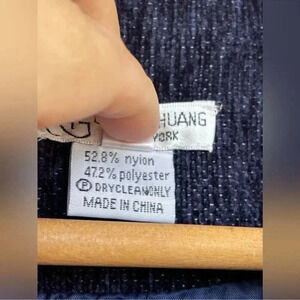 HUANG
YORK
52.8% nylon
47.2% polyester
Ⓟ DRYCLEANONLY
MADE IN CHINA